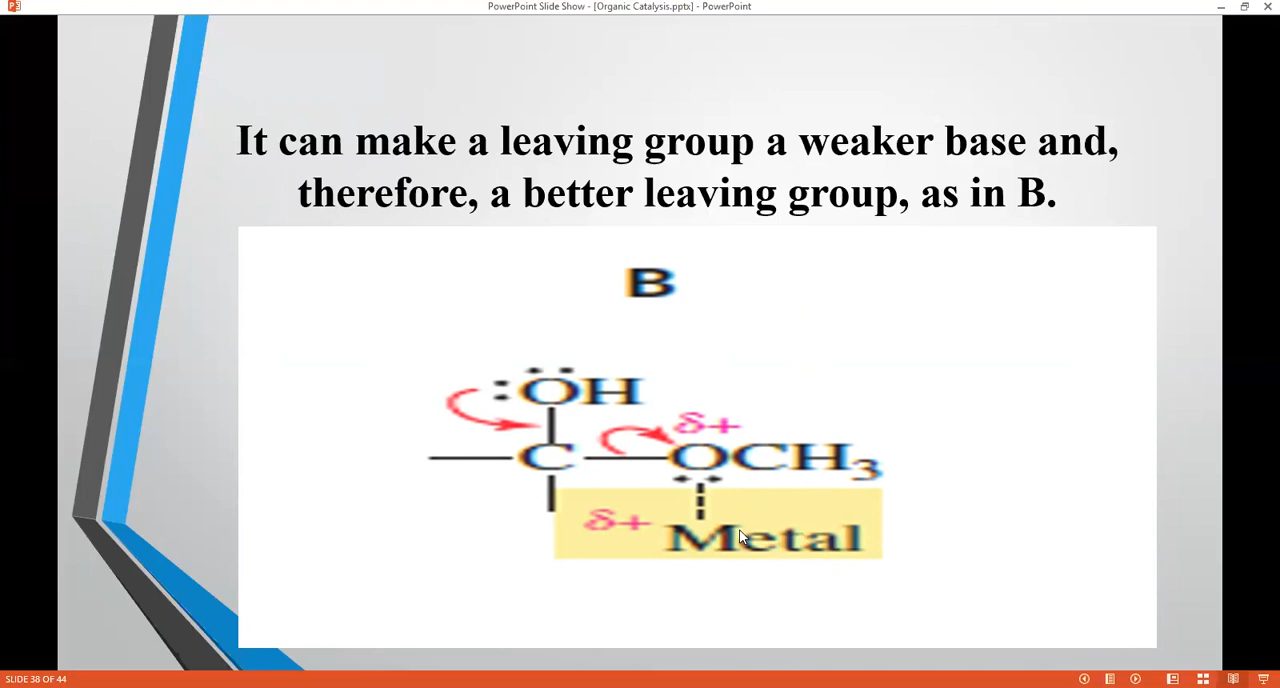 PowerPoint Slide Show - [Organic Catalysis.pptx] - PowerPoint
It can make a leaving group a weaker base and,
therefore, a better leaving group, as in B.
B
:ÖH
δ+
C OCH₃
δ+ Metal
SLIDE 38 OF 44